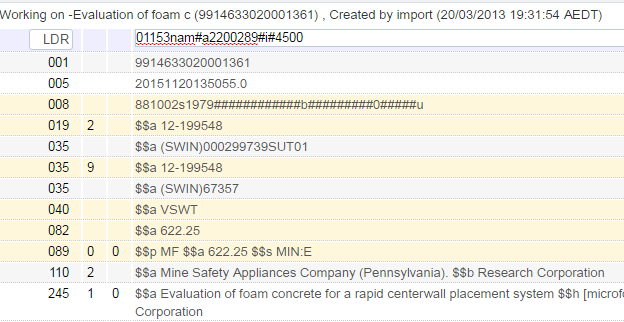 Working on -Evaluation of foam c (9914633020001361) , Created by import (20/03/2013 19:31:54 AEDT)
LDR 01153nam#a2200289#i#4500
001 9914633020001361
005 20151120135055.0
008 881002s1979############b#########0#####u
019 2 $$a 12-199548
035 $$a (SWIN)000299739SUT01
035 9 $$a 12-199548
035 $$a (SWIN)67357
040 $$a VSWT
082 $$a 622.25
089 0 0 $$p MF $$a 622.25 $$s MIN:E
110 2 $$a Mine Safety Appliances Company (Pennsylvania). $$b Research Corporation
245 1 0 $$a Evaluation of foam concrete for a rapid centerwall placement system $$h [microfo
Corporation